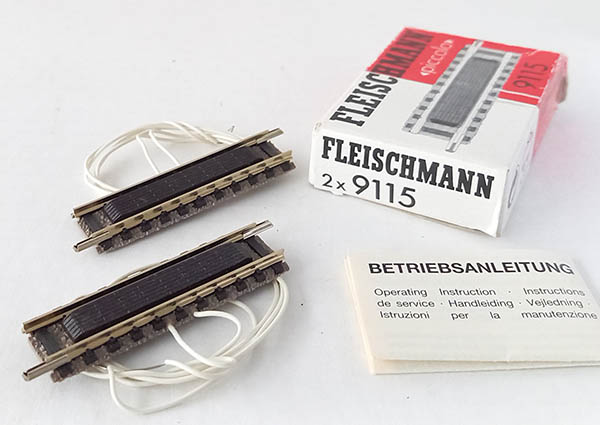 FLEISCHMANN
«piccolo»
9115
FLEISCHMANN
2x 9115
BETRIEBSANLEITUNG
Operating Instruction · Instructions
de service · Handleiding · Vejledning ·
Istruzioni per la manutenzione